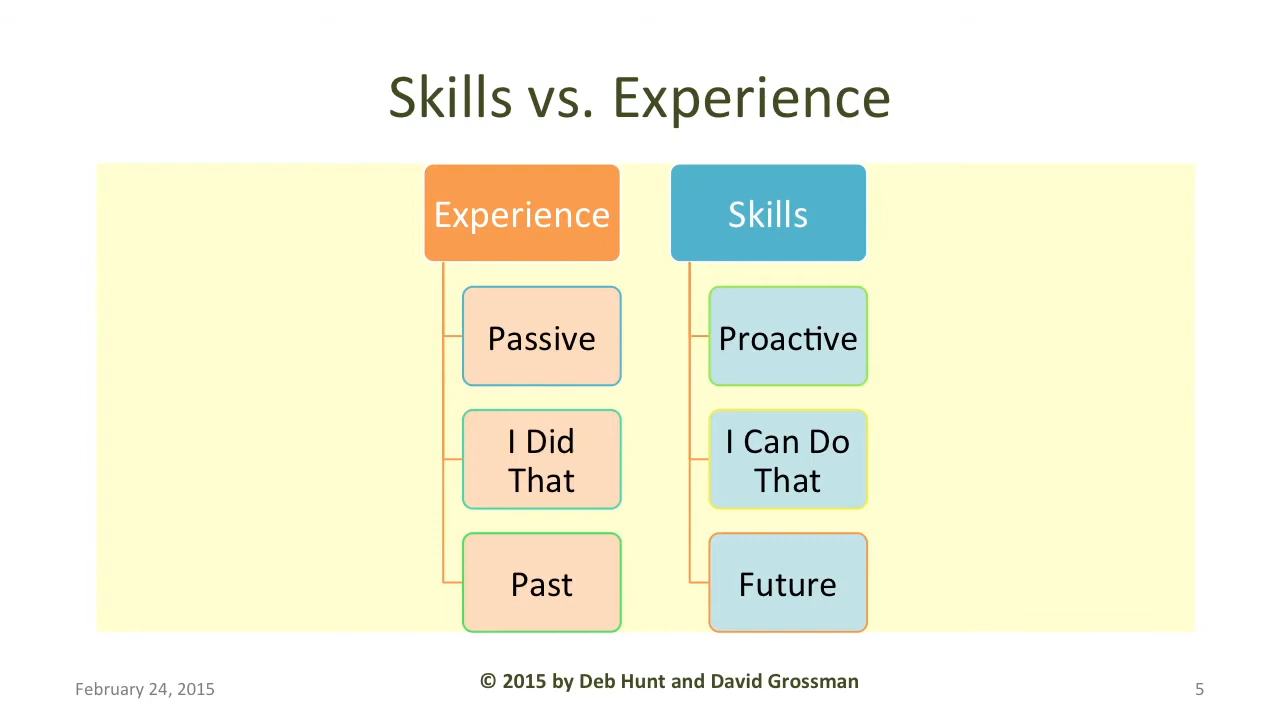 Skills vs. Experience
Experience
Passive
I Did
That
Past
Skills
Proactive
I Can Do
That
Future
February 24, 2015
© 2015 by Deb Hunt and David Grossman
5